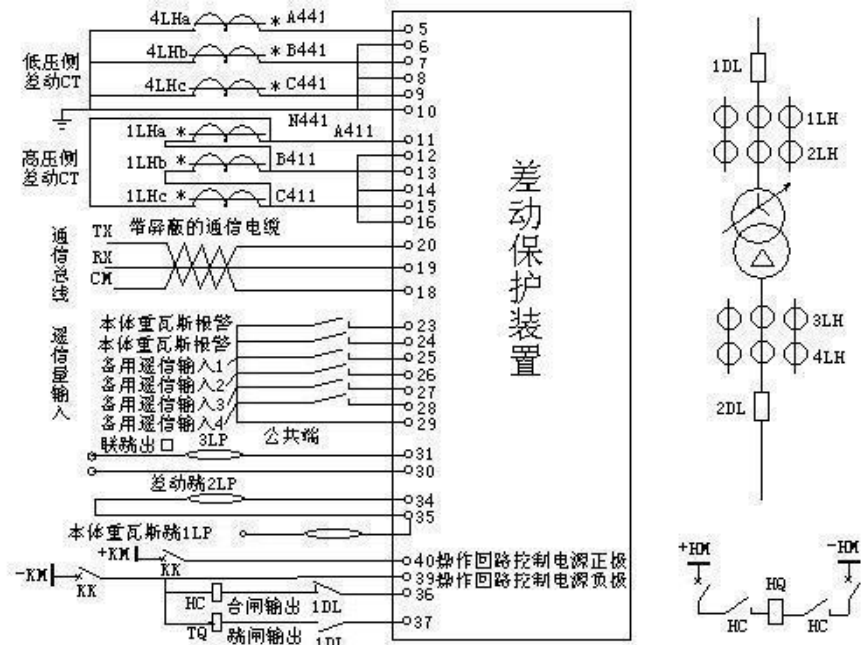 4LHa * A441 5
6
4LHb * B441 7
低压侧
差动CT
8
4LHc * C441 9
10
N441
1LHa * A411 11
12
高压侧
差动CT
1LHb * B411 13
14
1LHc * C411 15
16
带屏蔽的通信电缆
通信总线
TX 20
RX 19
CM 18
遥信量输入
本体重瓦斯报警 23
本体重瓦斯报警 24
备用遥信输入1 25
26
备用遥信输入2 27
备用遥信输入3 28
备用遥信输入4 29
公共端
联跳出口 3LP 31
30
差动跳2LP 34
35
本体重瓦斯跳1LP
+KM KK 40操作回路控制电源正极
-KM KK 39操作回路控制电源负极
HC 合闸输出 1DL 36
TQ 跳闸输出 1DL 37
差动保护装置
1DL
1LH
2LH
3LH
4LH
2DL
+HM -HM
HQ
HC HC